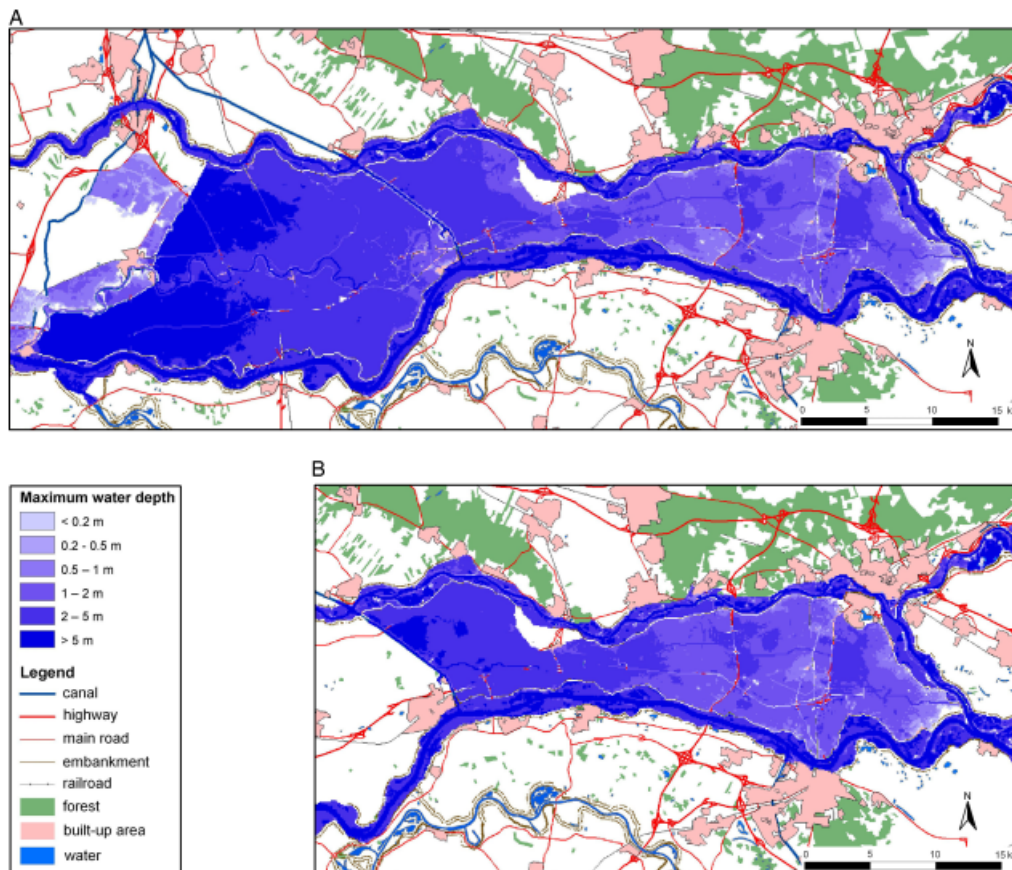 A
N
0 5 10 15 k
B
Maximum water depth
< 0.2 m
0.2 - 0.5 m
0.5 – 1 m
1 – 2 m
2 – 5 m
> 5 m
Legend
canal
highway
main road
embankment
railroad
forest
built-up area
water
N
0 5 10 15 k